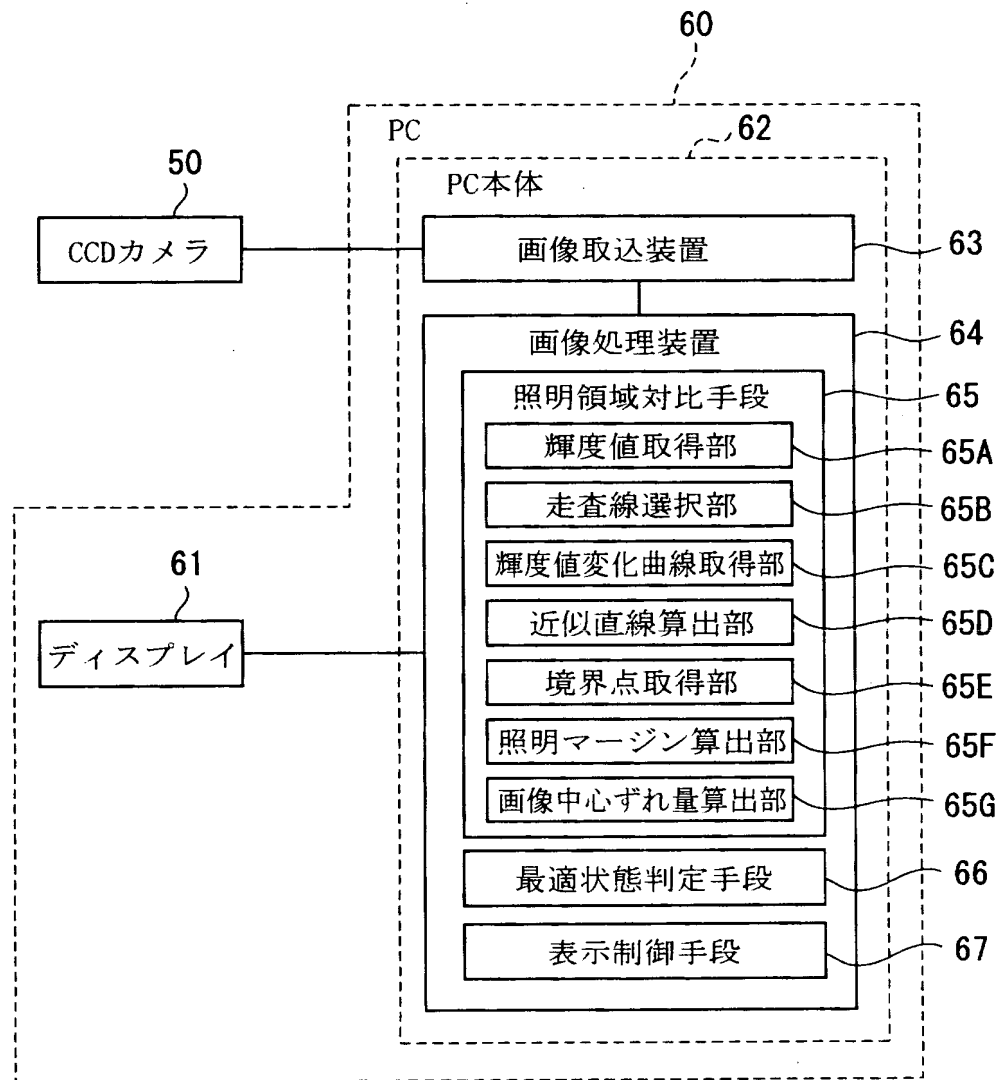 60
PC
62
PC本体
50
CCDカメラ
画像取込装置
63
画像処理装置
64
照明領域対比手段
65
輝度値取得部
65A
走査線選択部
65B
輝度値変化曲線取得部
65C
近似直線算出部
65D
境界点取得部
65E
照明マージン算出部
65F
画像中心ずれ量算出部
65G
61
ディスプレイ
最適状態判定手段
66
表示制御手段
67